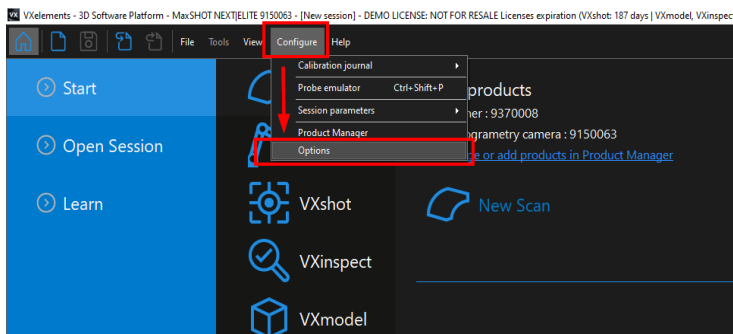 VX VXelements - 3D Software Platform - MaxSHOT NEXT|ELITE 9150063 - [New session] - DEMO LICENSE: NOT FOR RESALE Licenses expiration (VXshot: 187 days | VXmodel, VXinspec
File Tools View Configure Help
Calibration journal
Probe emulator Ctrl+Shift+P
Session parameters
Product Manager
Options
Start
Open Session
Learn
VXshot
VXinspect
VXmodel
products
ner : 9370008
ogrametry camera : 9150063
e or add products in Product Manager
New Scan